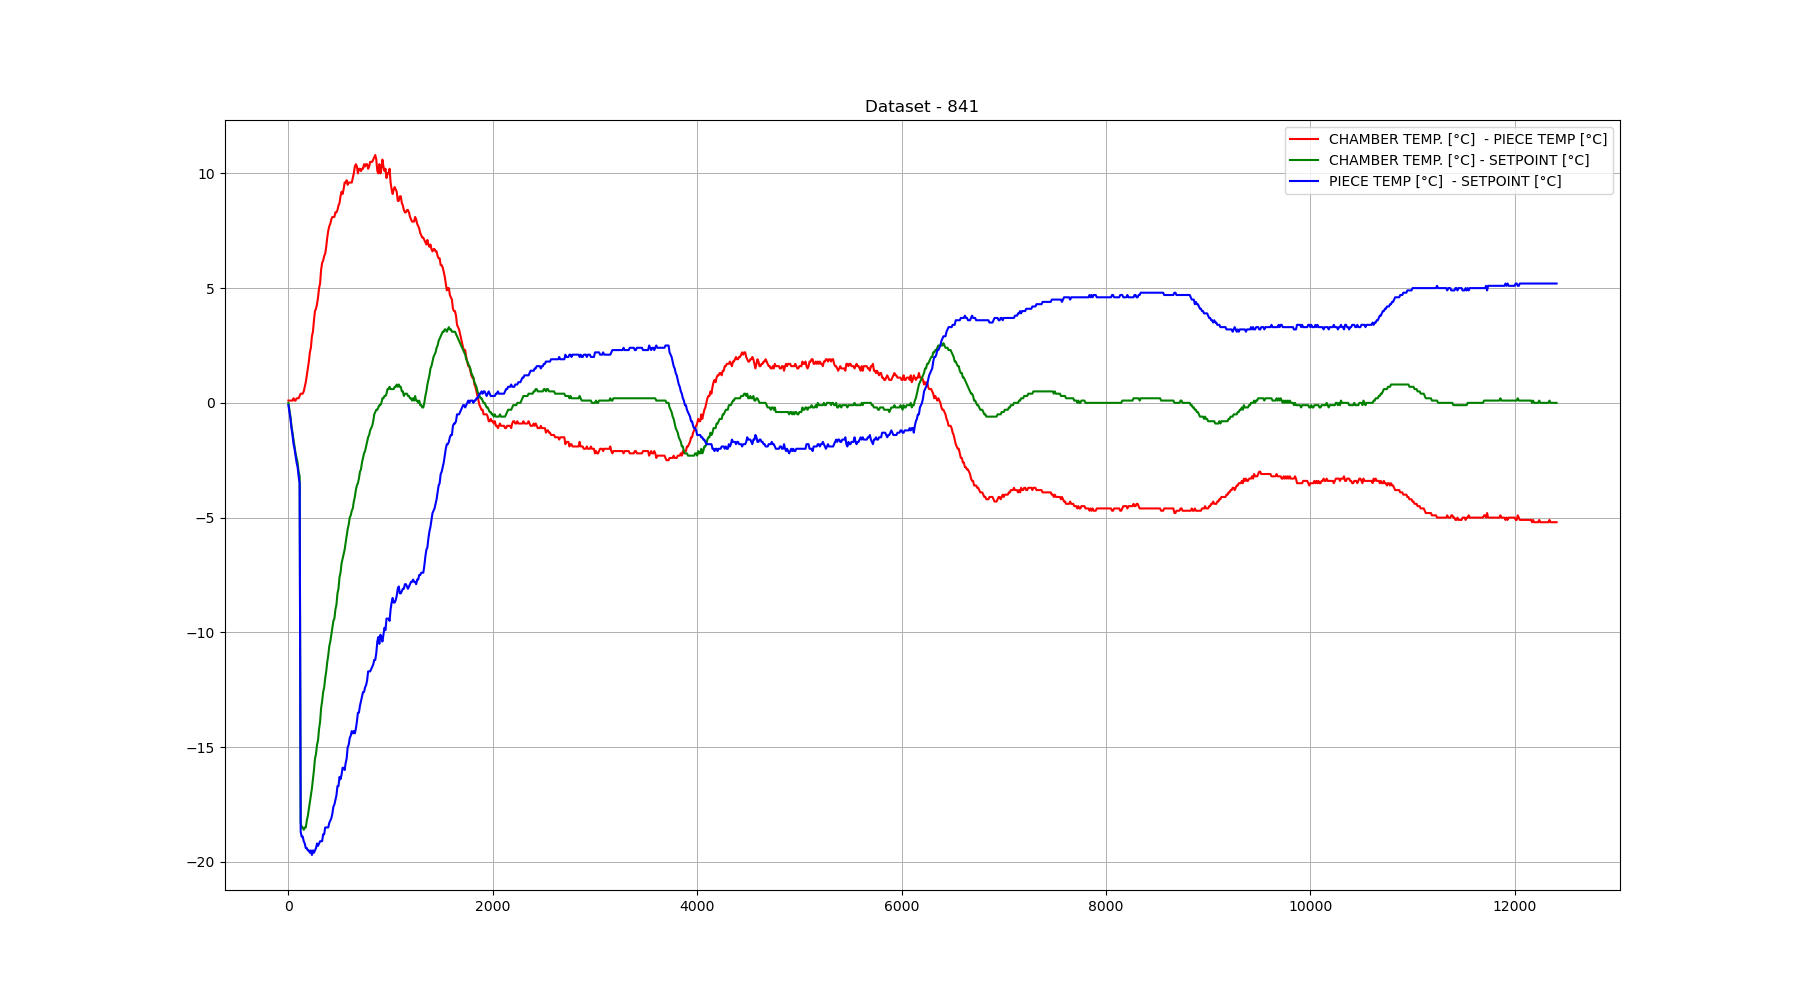 Dataset - 841
CHAMBER TEMP. [°C]  - PIECE TEMP [°C]
CHAMBER TEMP. [°C] - SETPOINT [°C]
PIECE TEMP [°C]  - SETPOINT [°C]
10
5
0
−5
−10
−15
−20
0 2000 4000 6000 8000 10000 12000